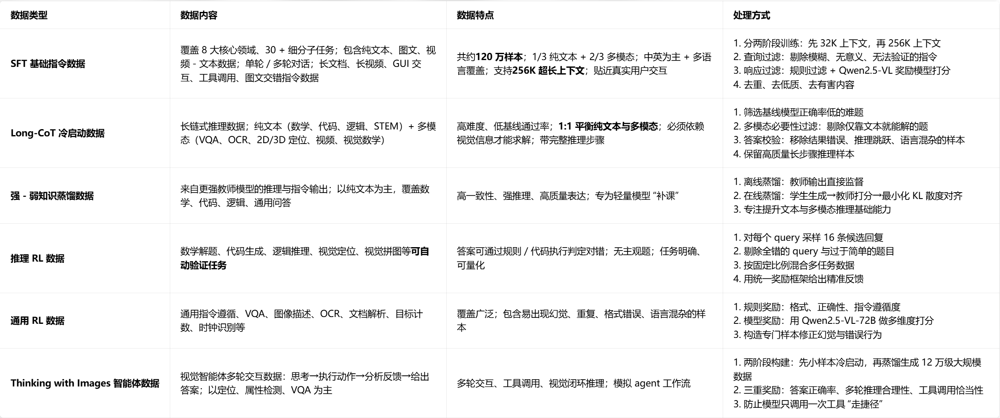 数据类型
数据内容
数据特点
处理方式
SFT 基础指令数据
覆盖 8 大核心领域、30 + 细分子任务；包含纯文本、图文、视
频 - 文本数据；单轮 / 多轮对话；长文档、长视频、GUI 交
互、工具调用、图文交错指令数据
共约120 万样本；1/3 纯文本 + 2/3 多模态；中英为主 + 多语
言覆盖；支持256K 超长上下文；贴近真实用户交互
1. 分两阶段训练：先 32K 上下文，再 256K 上下文
2. 查询过滤：剔除模糊、无意义、无法验证的指令
3. 响应过滤：规则过滤 + Qwen2.5-VL 奖励模型打分
4. 去重、去低质、去有害内容
Long-CoT 冷启动数据
长链式推理数据；纯文本（数学、代码、逻辑、STEM）+ 多模
态（VQA、OCR、2D/3D 定位、视频、视觉数学）
高难度、低基线通过率；1:1 平衡纯文本与多模态；必须依赖
视觉信息才能求解；带完整推理步骤
1. 筛选基线模型正确率低的难题
2. 多模态必要性过滤：剔除仅靠文本就能解的题
3. 答案校验：移除结果错误、推理跳跃、语言混杂的样本
4. 保留高质量长步骤推理样本
强 - 弱知识蒸馏数据
来自更强教师模型的推理与指令输出；以纯文本为主，覆盖数
学、代码、逻辑、通用问答
高一致性、强推理、高质量表达；专为轻量模型 “补课”
1. 离线蒸馏：教师输出直接监督
2. 在线蒸馏：学生生成→教师打分→最小化 KL 散度对齐
3. 专注提升文本与多模态推理基础能力
推理 RL 数据
数学解题、代码生成、逻辑推理、视觉定位、视觉拼图等可自
动验证任务
答案可通过规则 / 代码执行判定对错；无主观题；任务明确、
可量化
1. 对每个 query 采样 16 条候选回复
2. 剔除全错的 query 与过于简单的题目
3. 按固定比例混合多任务数据
4. 用统一奖励框架给出精准反馈
通用 RL 数据
通用指令遵循、VQA、图像描述、OCR、文档解析、目标计
数、时钟识别等
覆盖广泛；包含易出现幻觉、重复、格式错误、语言混杂的样
本
1. 规则奖励：格式、正确性、指令遵循度
2. 模型奖励：用 Qwen2.5-VL-72B 做多维度打分
3. 构造专门样本修正幻觉与错误行为
Thinking with Images 智能体数据
视觉智能体多轮交互数据：思考→执行动作→分析反馈→给出
答案；以定位、属性检测、VQA 为主
多轮交互、工具调用、视觉闭环推理；模拟 agent 工作流
1. 两阶段构建：先小样本冷启动，再蒸馏生成 12 万级大规模
数据
2. 三重奖励：答案正确率、多轮推理合理性、工具调用恰当性
3. 防止模型只调用一次工具 “走捷径”